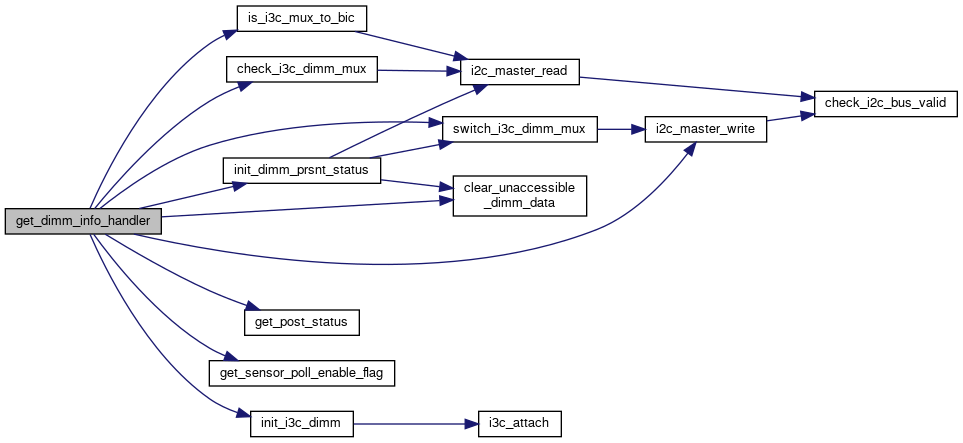 is_i3c_mux_to_bic
check_i3c_dimm_mux
i2c_master_read
check_i2c_bus_valid
switch_i3c_dimm_mux
i2c_master_write
init_dimm_prsnt_status
clear_unaccessible
_dimm_data
get_dimm_info_handler
get_post_status
get_sensor_poll_enable_flag
init_i3c_dimm
i3c_attach